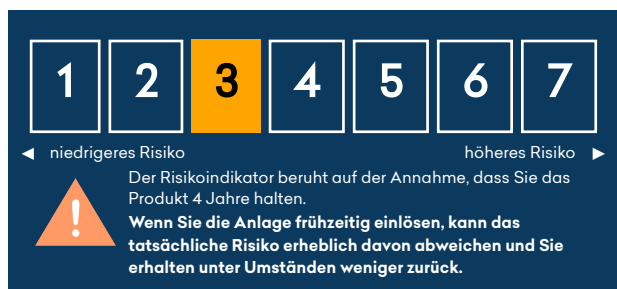 1 2 3 4 5 6 7
◄ niedrigeres Risiko höheres Risiko ►
Der Risikoindikator beruht auf der Annahme, dass Sie das
Produkt 4 Jahre halten.
Wenn Sie die Anlage frühzeitig einlösen, kann das
tatsächliche Risiko erheblich davon abweichen und Sie
erhalten unter Umständen weniger zurück.
!